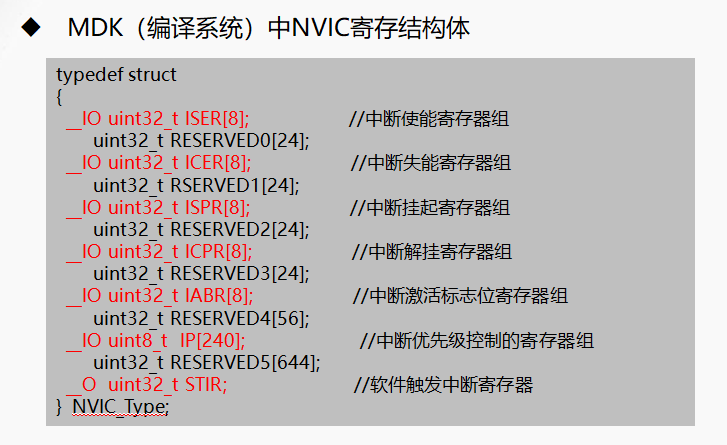 ◆ MDK（编译系统）中NVIC寄存结构体
typedef struct
{
__IO uint32_t ISER[8]; //中断使能寄存器组
uint32_t RESERVED0[24];
__IO uint32_t ICER[8]; //中断失能寄存器组
uint32_t RSERVED1[24];
__IO uint32_t ISPR[8]; //中断挂起寄存器组
uint32_t RESERVED2[24];
__IO uint32_t ICPR[8]; //中断解挂寄存器组
uint32_t RESERVED3[24];
__IO uint32_t IABR[8]; //中断激活标志位寄存器组
uint32_t RESERVED4[56];
__IO uint8_t IP[240]; //中断优先级控制的寄存器组
uint32_t RESERVED5[644];
__O uint32_t STIR; //软件触发中断寄存器
} NVIC_Type;